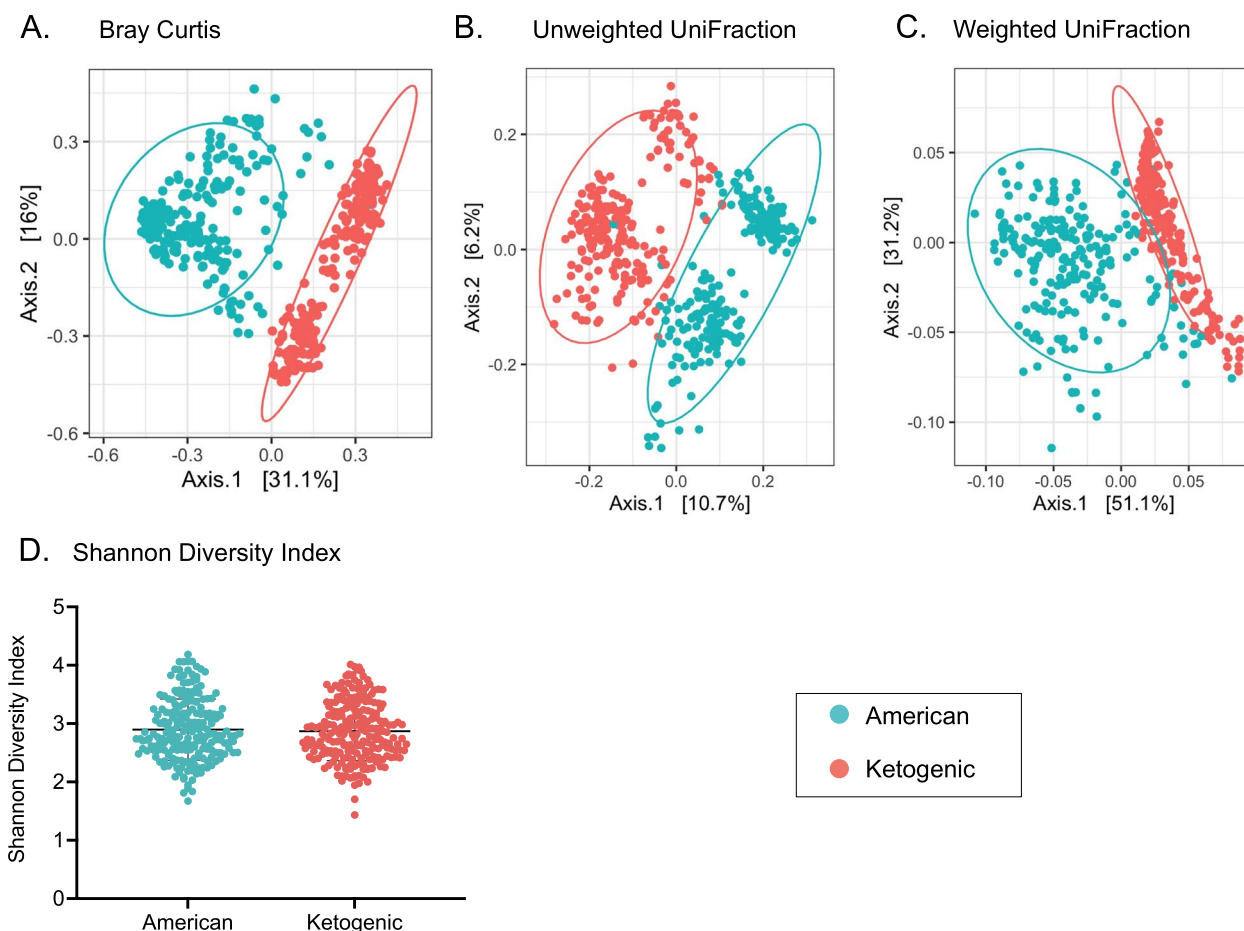 A. Bray Curtis
B. Unweighted UniFraction
C. Weighted UniFraction
Axis.2 [16%]
0.3
0.0
-0.3
-0.6
-0.6 -0.3 0.0 0.3
Axis.1 [31.1%]
Axis.2 [6.2%]
0.2
0.0
-0.2
-0.2 0.0 0.2
Axis.1 [10.7%]
Axis.2 [31.2%]
0.05
0.00
-0.05
-0.10
-0.10 -0.05 0.00 0.05
Axis.1 [51.1%]
D. Shannon Diversity Index
Shannon Diversity Index
5
4
3
2
1
0
American Ketogenic
American
Ketogenic